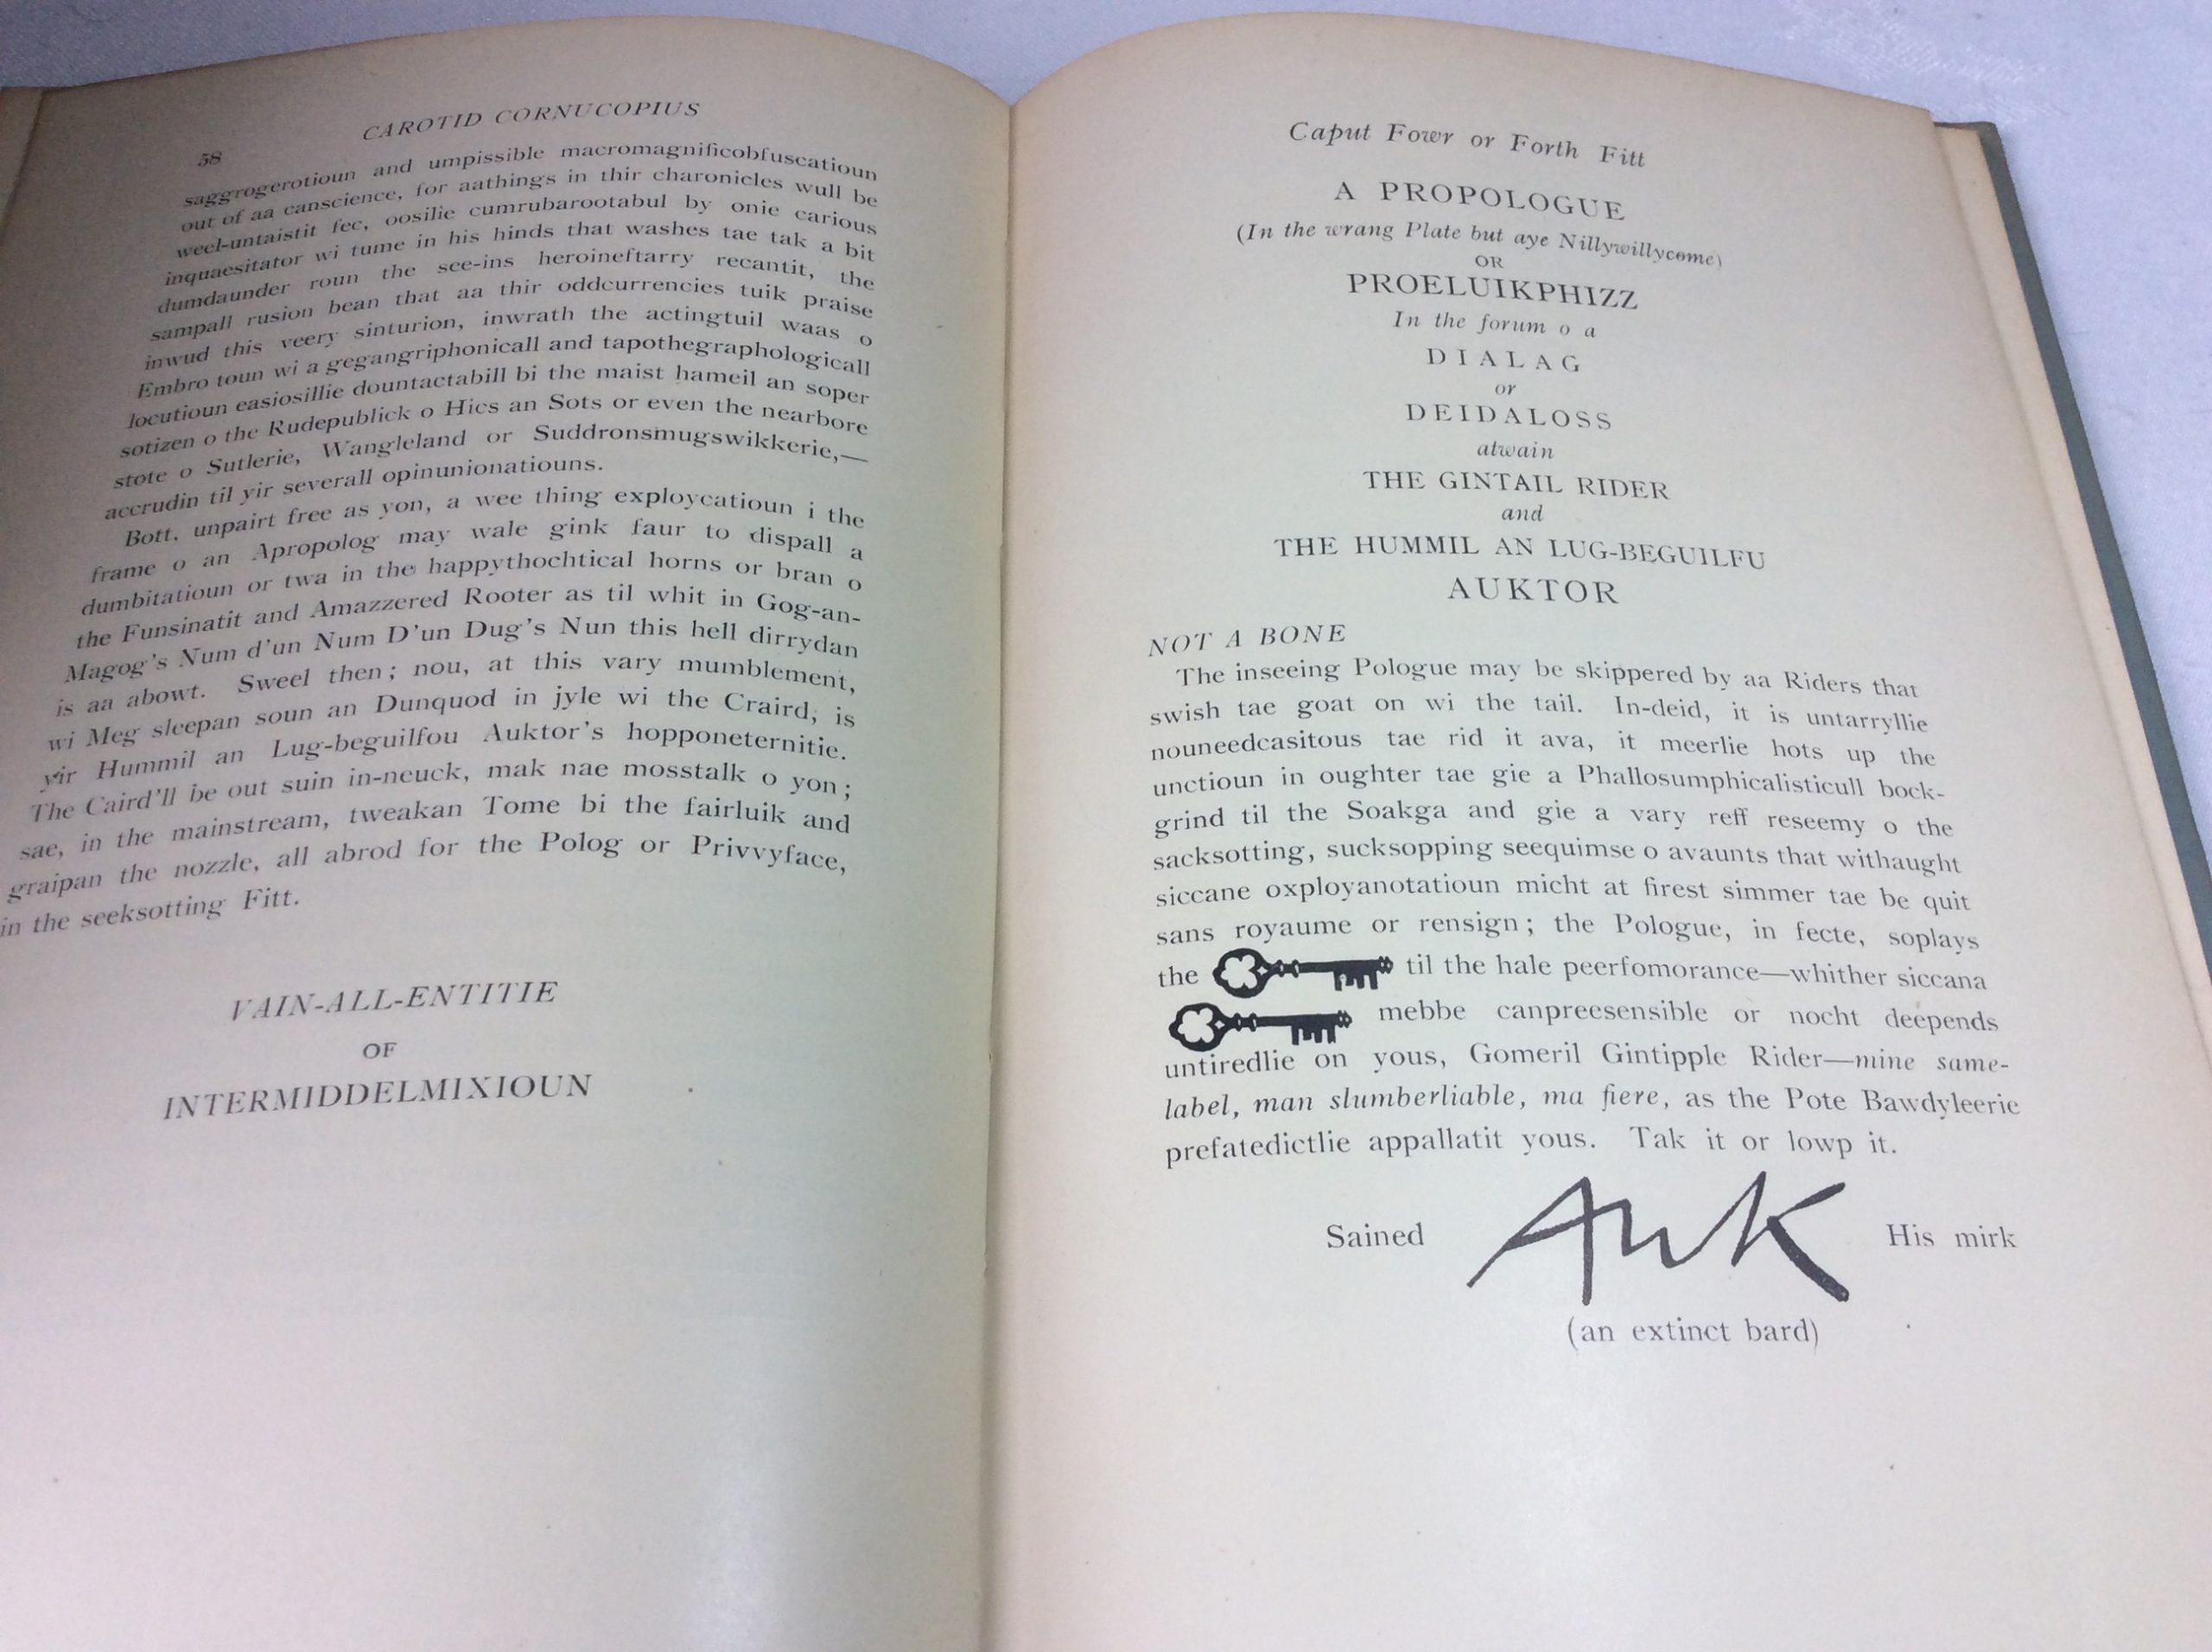 58
CAROTID CORNUCOPIUS
saggrogerotioun and umpissible macromagnificobfuscatioun
out of aa canscience, for aathings in thir charonicles wull be
weel-untaistit fec, oosilie cumrubarootabul by onie carious
inquaesitator wi tume in his hinds that washes tae tak a bit
dumdaunder roun the see-ins heroineftarry recantit, the
sampall rusion bean that aa thir oddcurrencies tuik praise
inwud this veery sinturion, inwrath the actingtuil waas o
Embro toun wi a gegangriphonicall and tapothegraphologicall
locutioun easiosillie dountactabill bi the maist hameil an soper
sotizen o the Rudepublick o Hics an Sots or even the nearbore
stote o Sutlerie, Wangleland or Suddronsmugswikkerie,—
accrudin til yir severall opinunionatiouns.
Bott, unpairt free as yon, a wee thing exploycatioun i the
frame o an Apropolog may wale gink faur to dispall a
dumbitatioun or twa in the happythochtical horns or bran o
the Funsinatit and Amazzered Rooter as til whit in Gog-an-
Magog's Num d'un Num D'un Dug's Nun this hell dirrydan
is aa abowt. Sweel then; nou, at this vary mumblement,
wi Meg sleepan soun an Dunquod in jyle wi the Craird, is
yir Hummil an Lug-beguilfou Auktor's hopponeternitie.
The Caird'll be out suin in-neuck, mak nae mosstalk o yon;
sae, in the mainstream, tweakan Tome bi the fairluik and
graipan the nozzle, all abrod for the Polog or Privvyface,
in the seeksotting Fitt.
VAIN-ALL-ENTITIE
OF
INTERMIDDELMIXIOUN
Caput Fowr or Forth Fitt
A PROPOLOGUE
(In the wrang Plate but aye Nillywillycome)
OR
PROELUIKPHIZZ
In the forum o a
DIALAG
or
DEIDALOSS
atwain
THE GINTAIL RIDER
and
THE HUMMIL AN LUG-BEGUILFU
AUKTOR
NOT A BONE
The inseeing Pologue may be skippered by aa Riders that
swish tae goat on wi the tail. In-deid, it is untarryllie
nouneedcasitous tae rid it ava, it meerlie hots up the
unctioun in oughter tae gie a Phallosumphicalisticull bock-
grind til the Soakga and gie a vary reff reseemy o the
sacksotting, sucksopping seequimse o avaunts that withaught
siccane oxployanotatioun micht at firest simmer tae be quit
sans royaume or rensign; the Pologue, in fecte, soplays
the til the hale peerfomorance—whither siccana
mebbe canpreesensible or nocht deepends
untiredlie on yous, Gomeril Gintipple Rider—mine same-
label, man slumberliable, ma fiere, as the Pote Bawdyleerie
prefatedictlie appallatit yous. Tak it or lowp it.
Sained Auk His mirk
(an extinct bard)